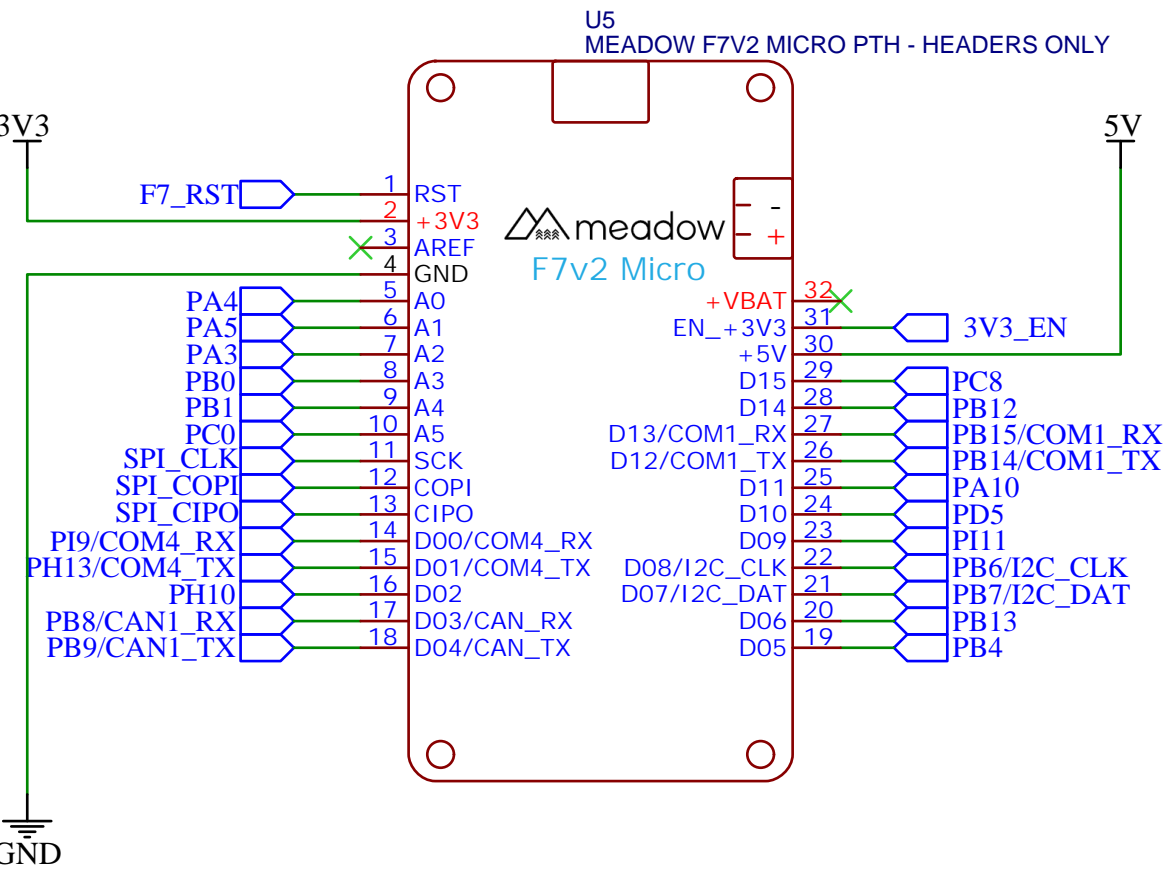 U5
MEADOW F7V2 MICRO PTH - HEADERS ONLY
3V3
5V
F7_RST 1 RST
2 +3V3
3 AREF
4 GND
PA4 5 A0
PA5 6 A1
PA3 7 A2
PB0 8 A3
PB1 9 A4
PC0 10 A5
SPI_CLK 11 SCK
SPI_COPI 12 COPI
SPI_CIPO 13 CIPO
PI9/COM4_RX 14 D00/COM4_RX
PH13/COM4_TX 15 D01/COM4_TX
PH10 16 D02
PB8/CAN1_RX 17 D03/CAN_RX
PB9/CAN1_TX 18 D04/CAN_TX
meadow
F7v2 Micro
-
+
+VBAT 32
EN_+3V3 31 3V3_EN
+5V 30
D15 29 PC8
D14 28 PB12
D13/COM1_RX 27 PB15/COM1_RX
D12/COM1_TX 26 PB14/COM1_TX
D11 25 PA10
D10 24 PD5
D09 23 PI11
D08/I2C_CLK 22 PB6/I2C_CLK
D07/I2C_DAT 21 PB7/I2C_DAT
D06 20 PB13
D05 19 PB4
GND